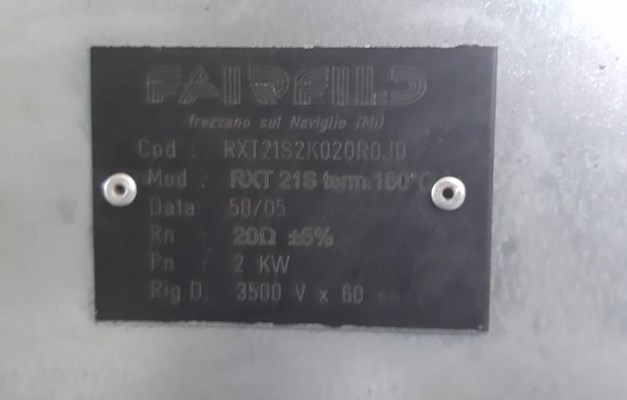 FAIRFILD
Trezzano sul Naviglio (Mi)
Cod : RXT21S2K020R0J0
Mod : RXT 21S term.160°C
Data: 50/05
Rn : 20Ω ±5%
Pn : 2 KW
Rig D. 3500 V x 60